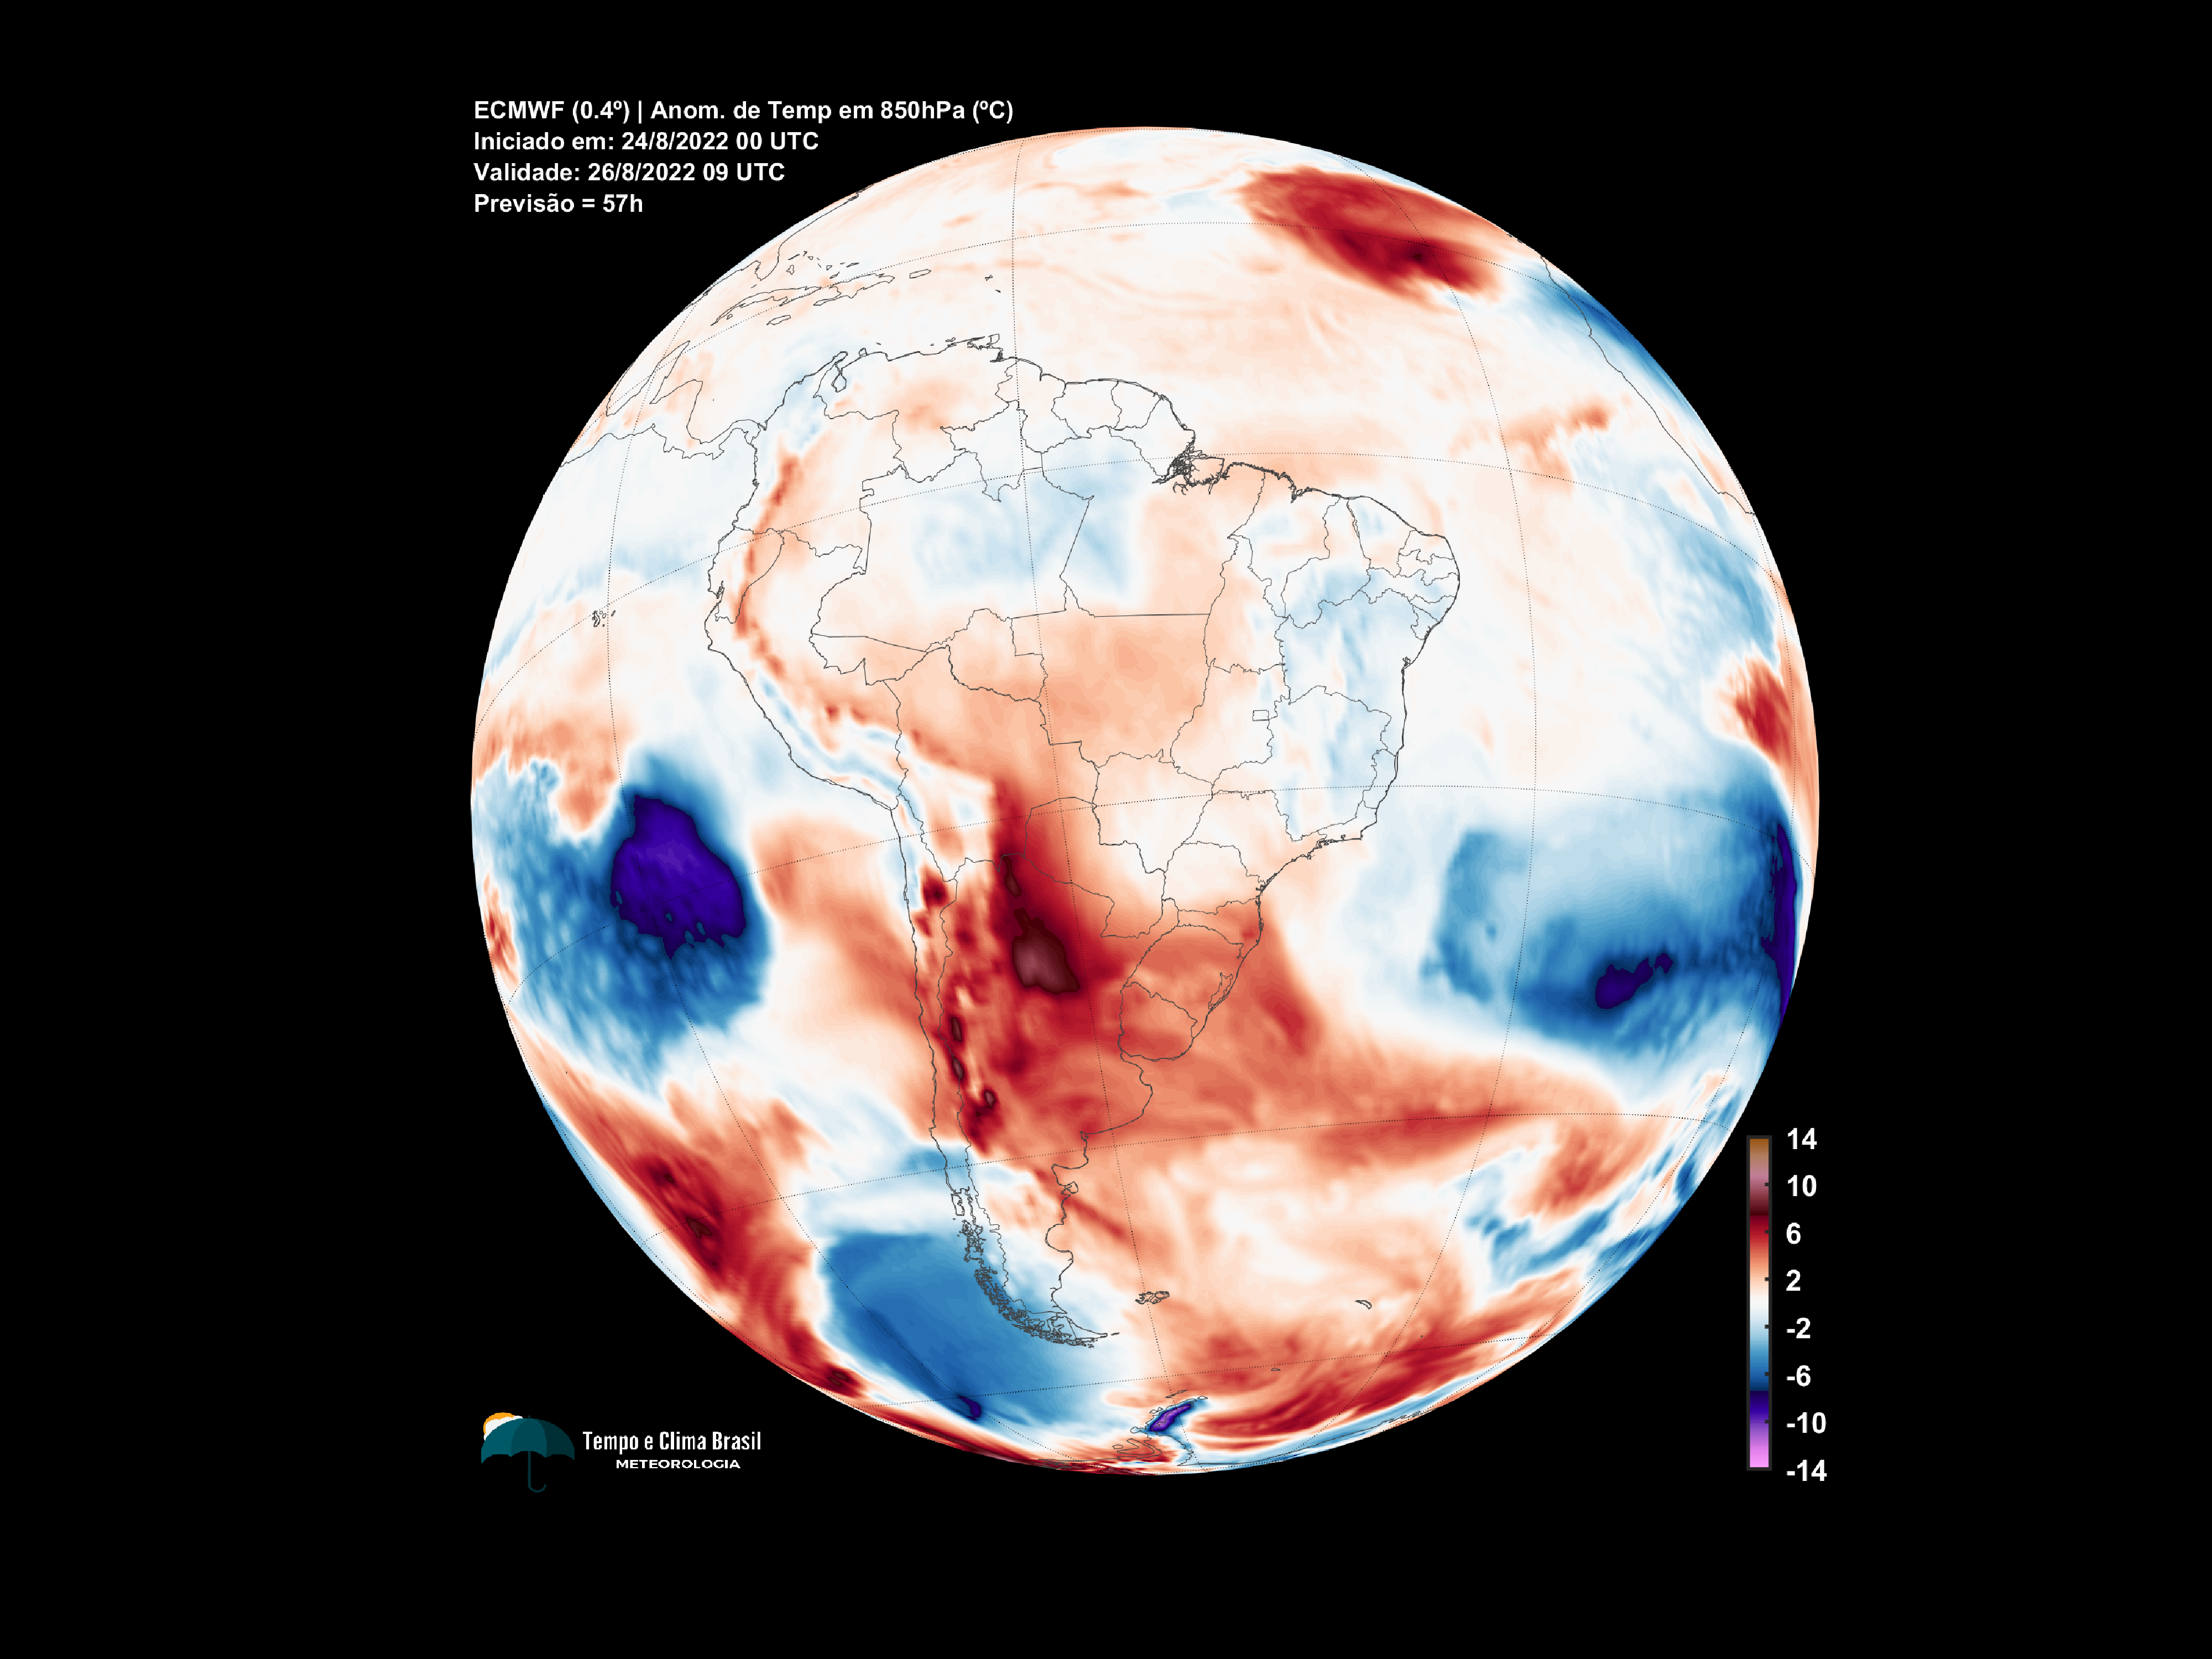 ECMWF (0.4º) | Anom. de Temp em 850hPa (ºC)
Iniciado em: 24/8/2022 00 UTC
Validade: 26/8/2022 09 UTC
Previsão = 57h
14
10
6
2
-2
-6
-10
-14
Tempo e Clima Brasil
METEOROLOGIA